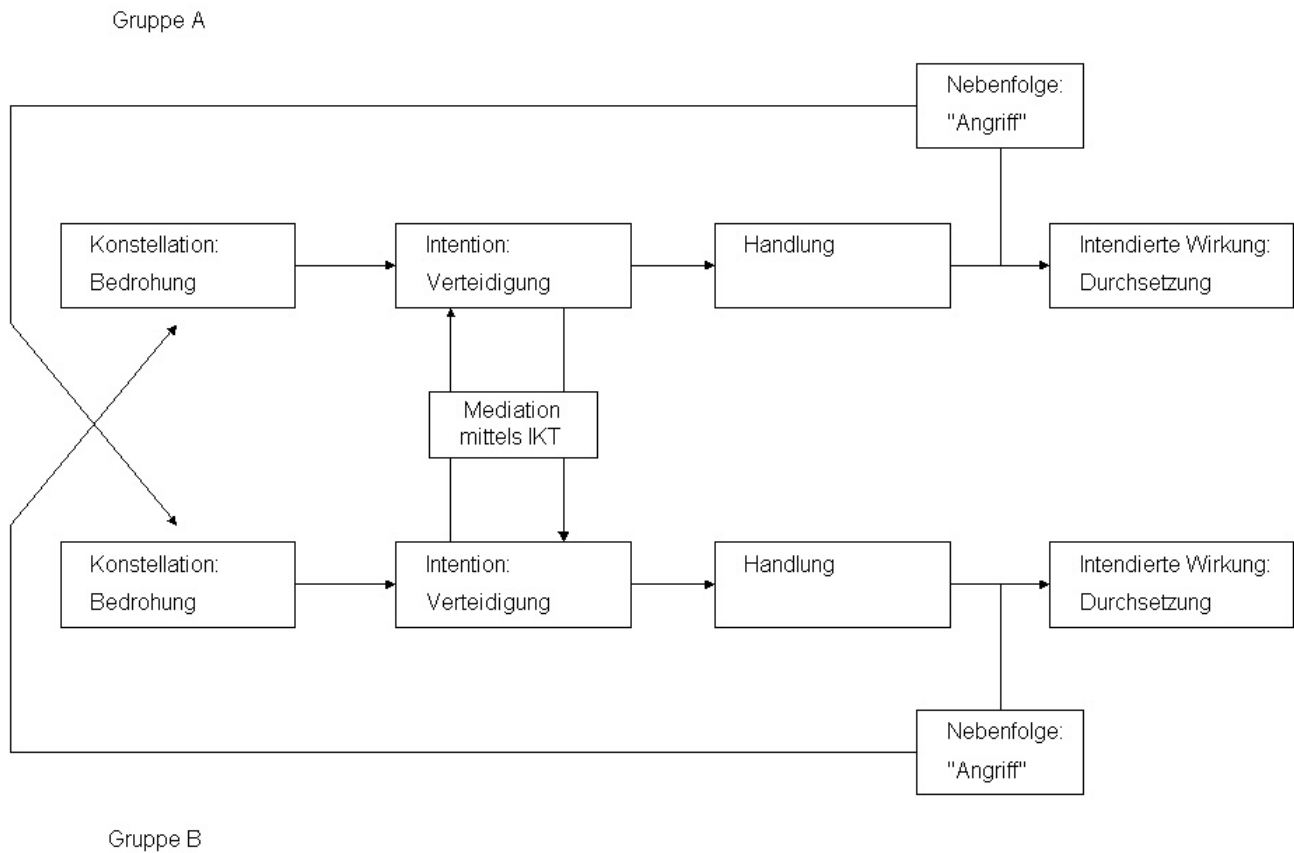 Gruppe A
Nebenfolge:
"Angriff"
Konstellation:
Bedrohung
Intention:
Verteidigung
Handlung
Intendierte Wirkung:
Durchsetzung
Mediation
mittels IKT
Konstellation:
Bedrohung
Intention:
Verteidigung
Handlung
Intendierte Wirkung:
Durchsetzung
Nebenfolge:
"Angriff"
Gruppe B